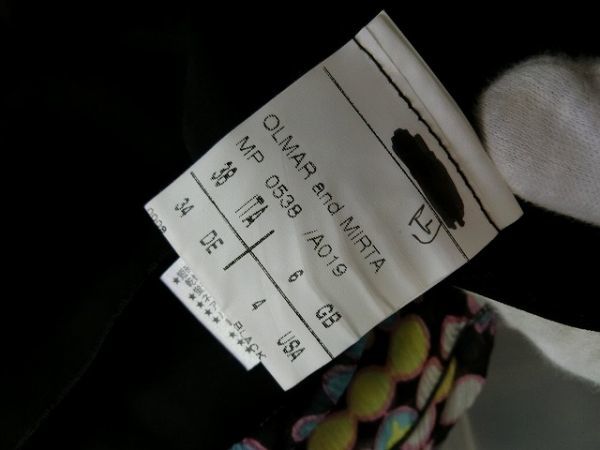 OLMAR and MIRTA
MP 0538 /A019
38 ITA 6 GB
34 DE 4 USA
BLACK